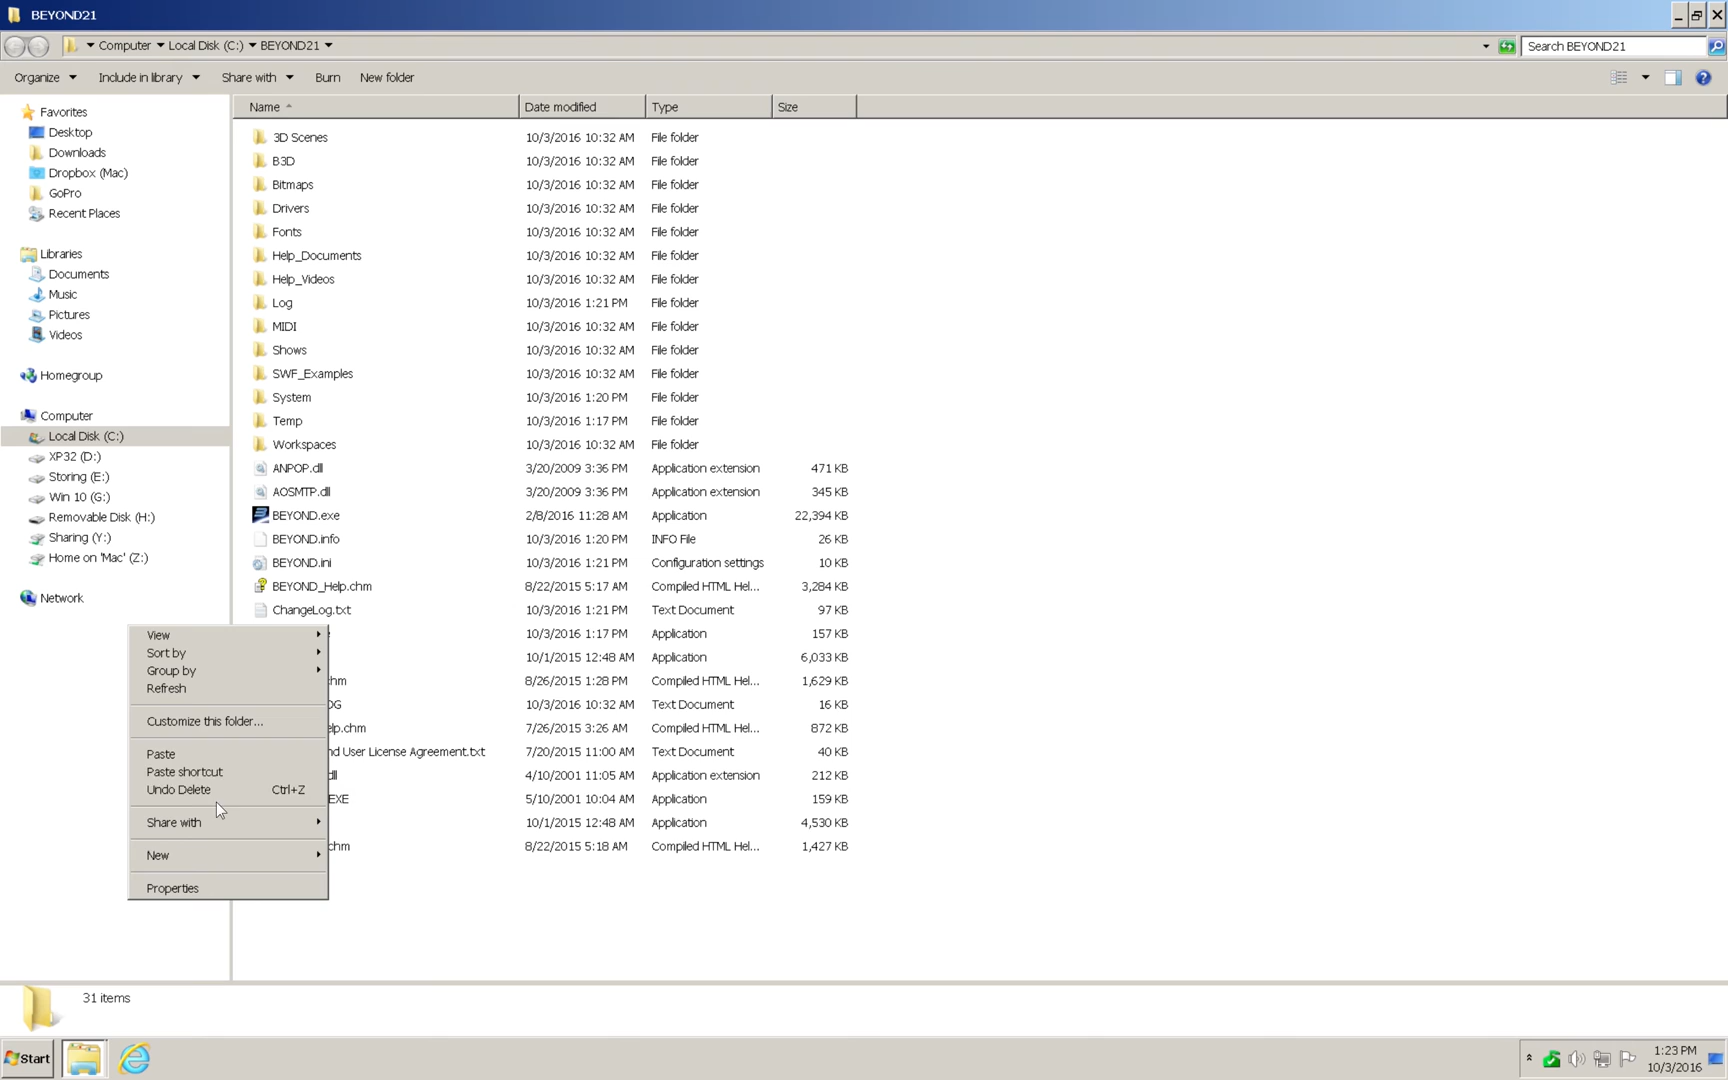 BEYOND21
Computer Local Disk (C:) BEYOND21
Search BEYOND21
Organize Include in library Share with Burn New folder
Name Date modified Type Size
Favorites
Desktop
Downloads
Dropbox (Mac)
GoPro
Recent Places
Libraries
Documents
Music
Pictures
Videos
Homegroup
Computer
Local Disk (C:)
XP32 (D:)
Storing (E:)
Win 10 (G:)
Removable Disk (H:)
Sharing (Y:)
Home on 'Mac' (Z:)
Network
3D Scenes 10/3/2016 10:32 AM File folder
B3D 10/3/2016 10:32 AM File folder
Bitmaps 10/3/2016 10:32 AM File folder
Drivers 10/3/2016 10:32 AM File folder
Fonts 10/3/2016 10:32 AM File folder
Help_Documents 10/3/2016 10:32 AM File folder
Help_Videos 10/3/2016 10:32 AM File folder
Log 10/3/2016 1:21 PM File folder
MIDI 10/3/2016 10:32 AM File folder
Shows 10/3/2016 10:32 AM File folder
SWF_Examples 10/3/2016 10:32 AM File folder
System 10/3/2016 1:20 PM File folder
Temp 10/3/2016 1:17 PM File folder
Workspaces 10/3/2016 10:32 AM File folder
ANPOP.dll 3/20/2009 3:36 PM Application extension 471 KB
AOSMTP.dll 3/20/2009 3:36 PM Application extension 345 KB
BEYOND.exe 2/8/2016 11:28 AM Application 22,394 KB
BEYOND.info 10/3/2016 1:20 PM INFO File 26 KB
BEYOND.ini 10/3/2016 1:21 PM Configuration settings 10 KB
BEYOND_Help.chm 8/22/2015 5:17 AM Compiled HTML Hel... 3,284 KB
ChangeLog.txt 10/3/2016 1:21 PM Text Document 97 KB
10/3/2016 1:17 PM Application 157 KB
10/1/2015 12:48 AM Application 6,033 KB
hm 8/26/2015 1:28 PM Compiled HTML Hel... 1,629 KB
OG 10/3/2016 10:32 AM Text Document 16 KB
elp.chm 7/26/2015 3:26 AM Compiled HTML Hel... 872 KB
nd User License Agreement.txt 7/20/2015 11:00 AM Text Document 40 KB
dll 4/10/2001 11:05 AM Application extension 212 KB
EXE 5/10/2001 10:04 AM Application 159 KB
10/1/2015 12:48 AM Application 4,530 KB
hm 8/22/2015 5:18 AM Compiled HTML Hel... 1,427 KB
View
Sort by
Group by
Refresh
Customize this folder...
Paste
Paste shortcut
Undo Delete Ctrl+Z
Share with
New
Properties
31 items
Start
1:23 PM
10/3/2016